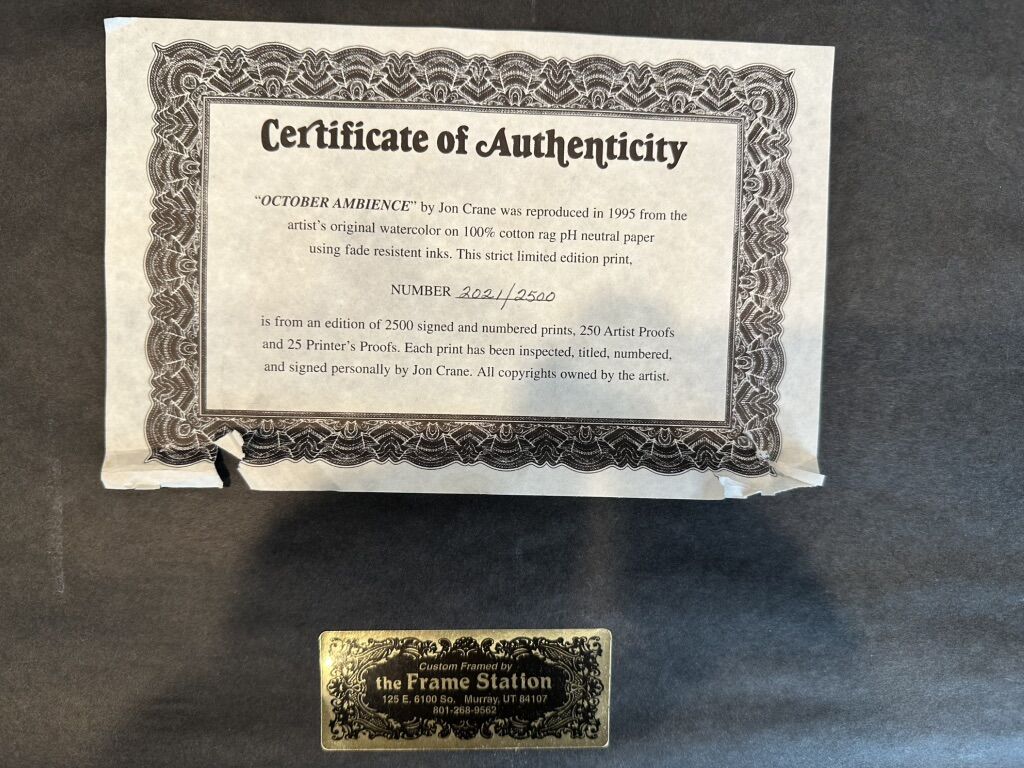 Certificate of Authenticity
“OCTOBER AMBIENCE” by Jon Crane was reproduced in 1995 from the
artist’s original watercolor on 100% cotton rag pH neutral paper
using fade resistent inks. This strict limited edition print,
NUMBER 2021/2500
is from an edition of 2500 signed and numbered prints, 250 Artist Proofs
and 25 Printer’s Proofs. Each print has been inspected, titled, numbered,
and signed personally by Jon Crane. All copyrights owned by the artist.
Custom Framed by
the Frame Station
125 E. 6100 So. Murray, UT 84107
801-268-9562